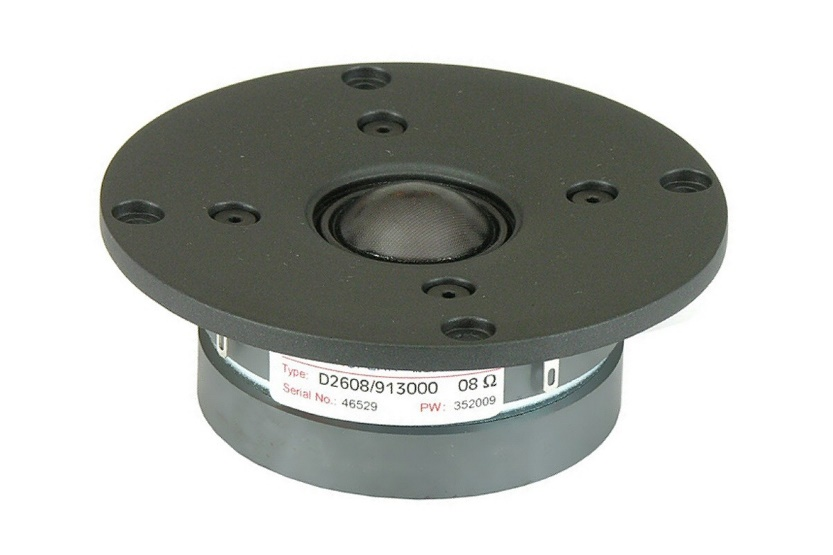 Type: D2608/913000 08 Ω
Serial No.: 46529 PW: 352009